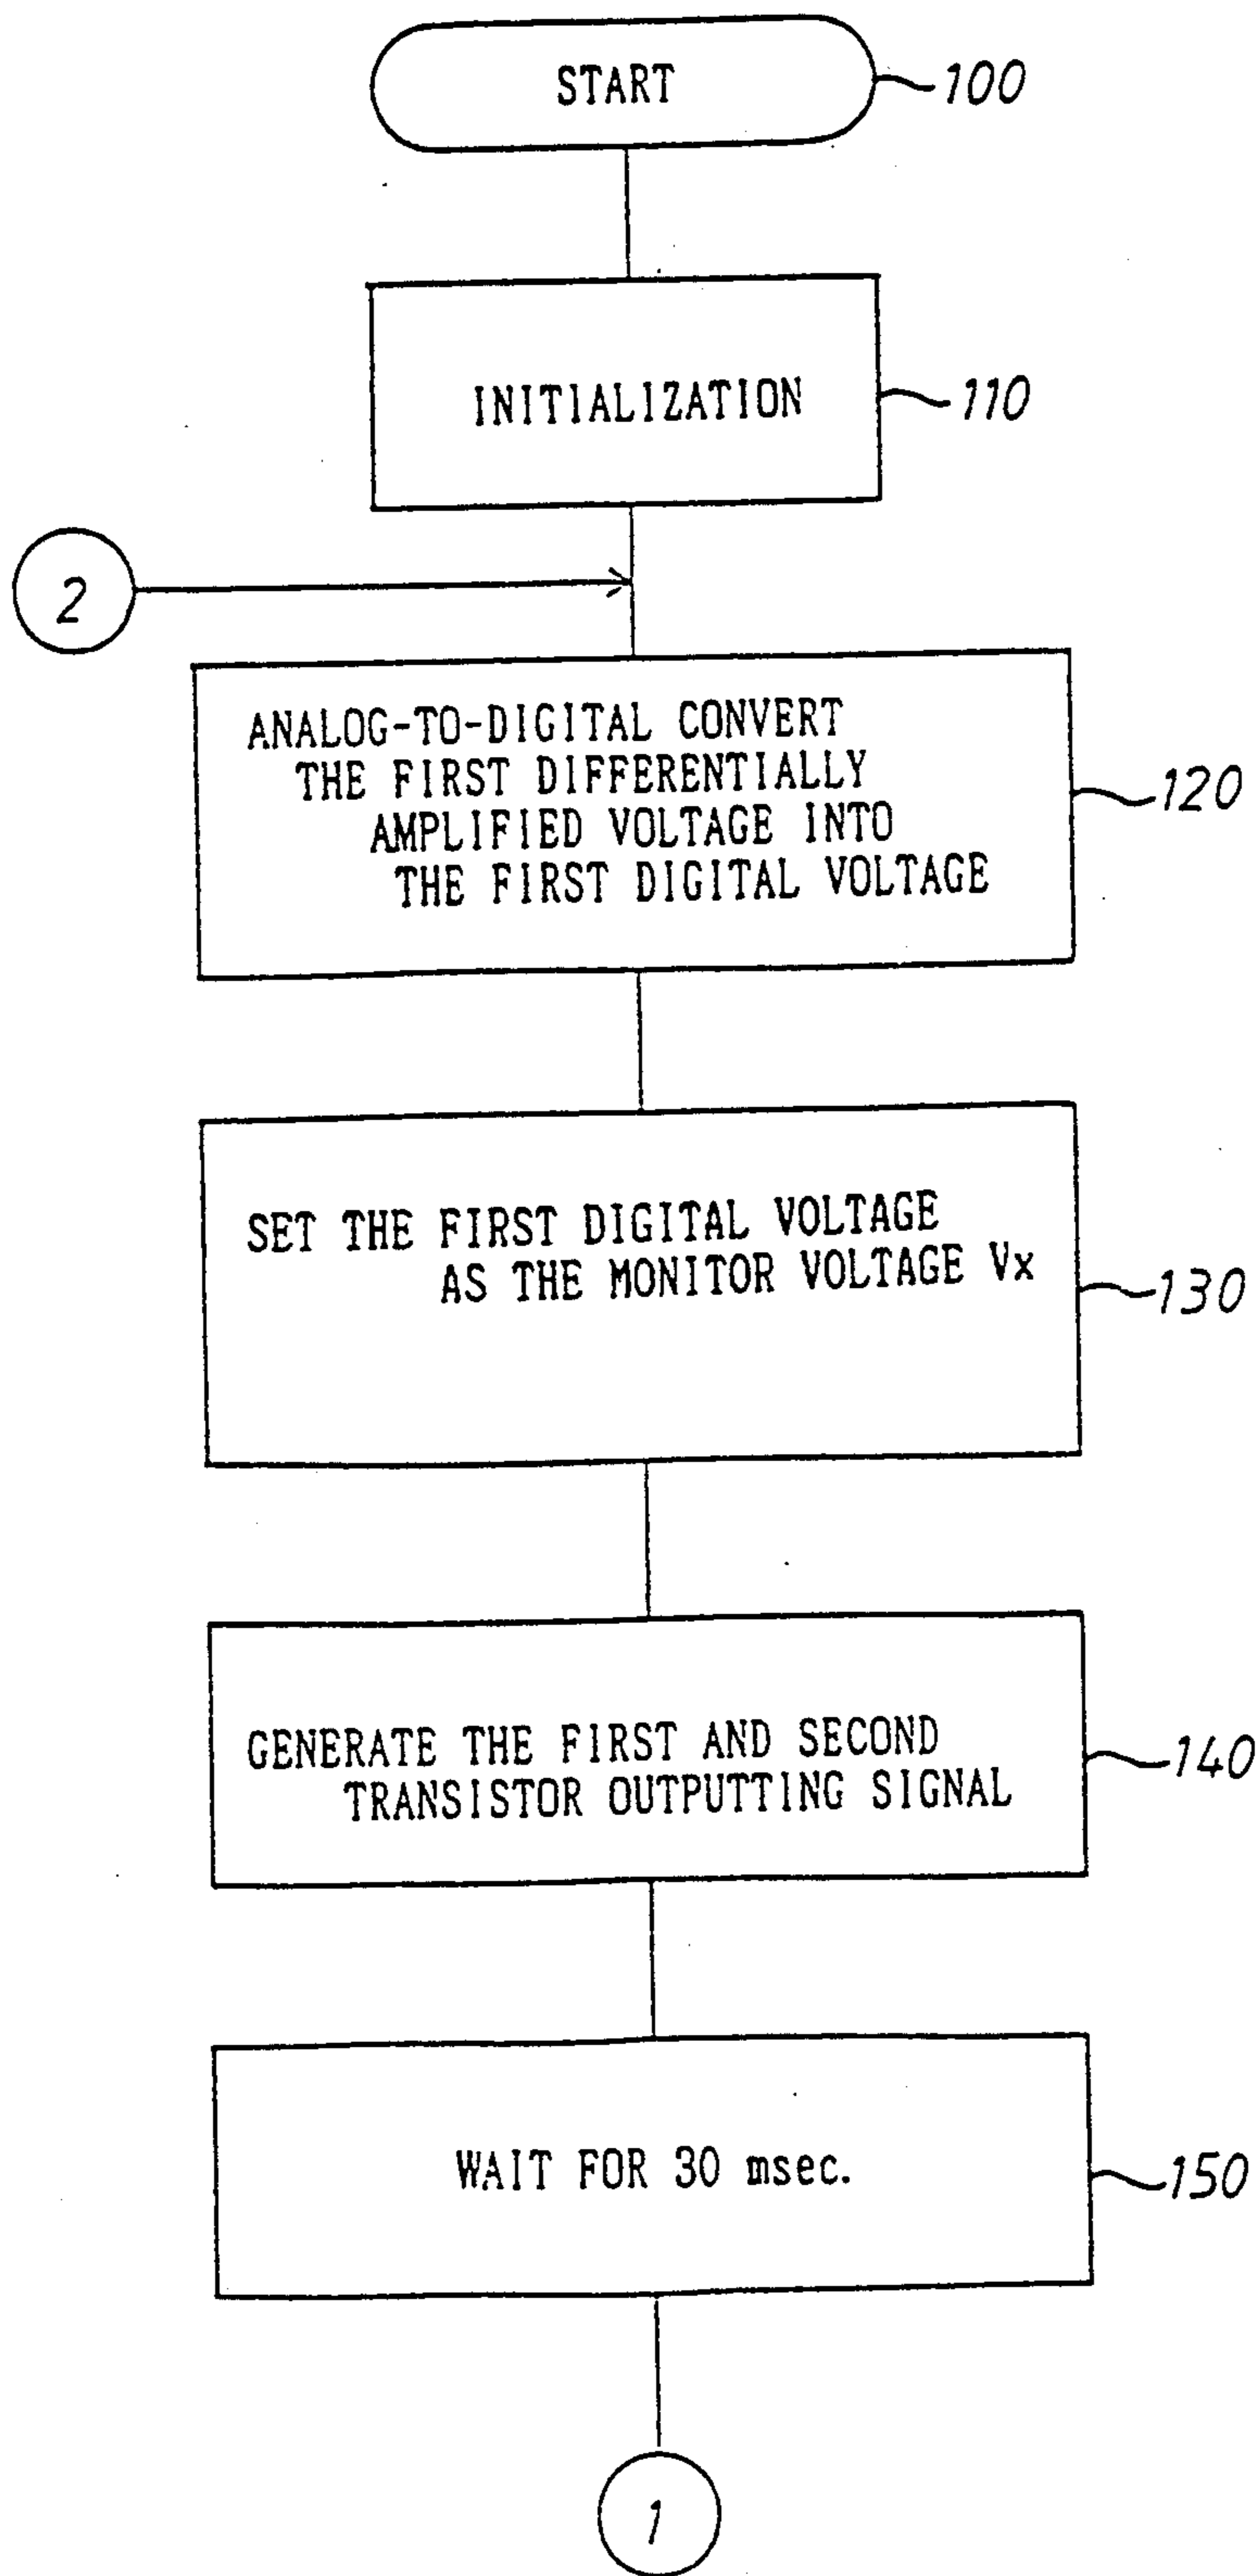 START
100
INITIALIZATION
110
2
ANALOG-TO-DIGITAL CONVERT
THE FIRST DIFFERENTIALLY
AMPLIFIED VOLTAGE INTO
THE FIRST DIGITAL VOLTAGE
120
SET THE FIRST DIGITAL VOLTAGE
AS THE MONITOR VOLTAGE Vx
130
GENERATE THE FIRST AND SECOND
TRANSISTOR OUTPUTTING SIGNAL
140
WAIT FOR 30 msec.
150
1